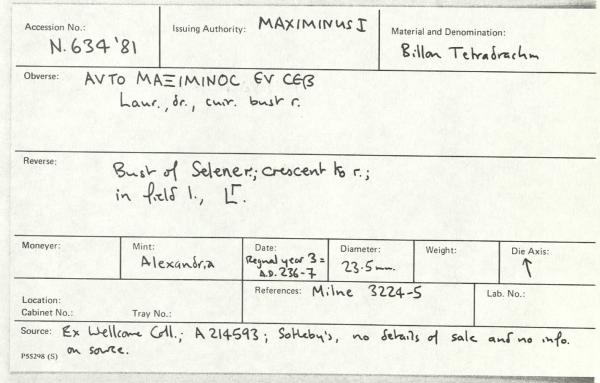 Accession No.: N.634'81
Issuing Authority: MAXIMINUS I
Material and Denomination: Billon Tetradrachm
Obverse: ΑVΤΟ ΜΑΞΙΜΙΝΟC ΕV CΕΒ
Laur., dr., cuir. bust r.
Reverse: Bust of Selene r.; crescent to r.;
in field l., LΓ.
Moneyer:
Mint: Alexandria
Date: Regnal year 3 =
A.D. 236-7
Diameter: 23.5 mm.
Weight:
Die Axis: ↑
Location:
Cabinet No.: Tray No.:
References: Milne 3224-5
Lab. No.:
Source: Ex Wellcome Coll.; A 214593; Sotheby's, no details of sale and no info.
on source.
PS5298 (S)